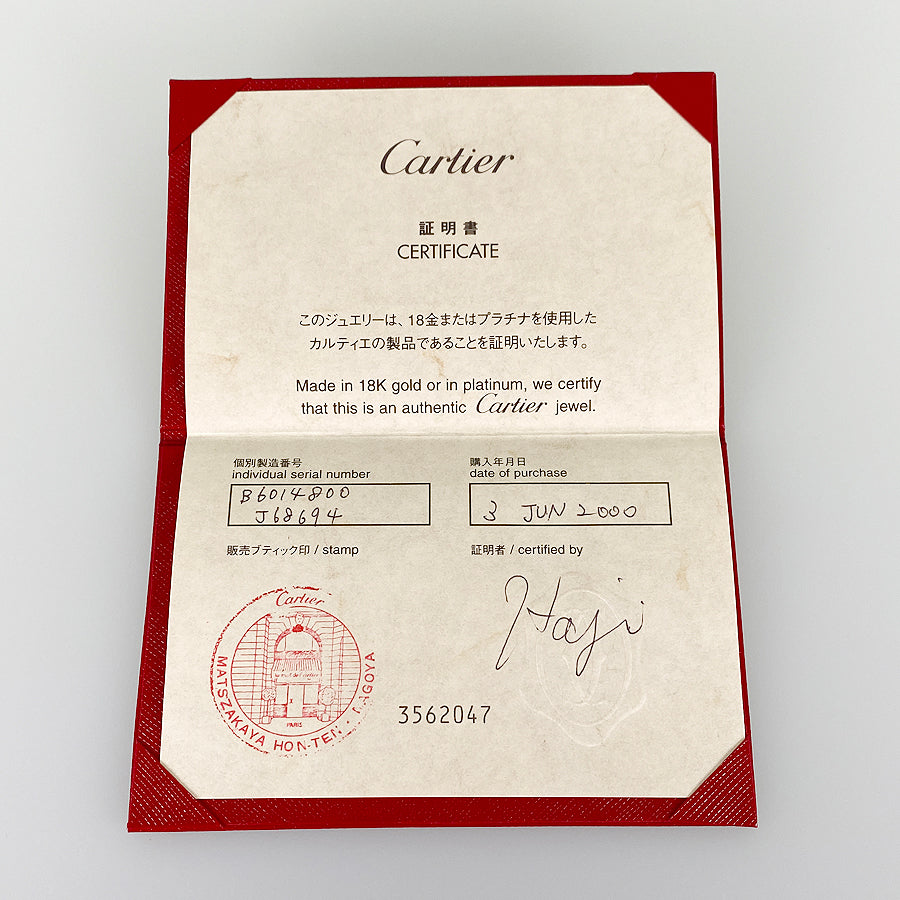 Cartier
証明書
CERTIFICATE
このジュエリーは、18金またはプラチナを使用した
カルティエの製品であることを証明いたします。
Made in 18K gold or in platinum, we certify
that this is an authentic Cartier jewel.
個別製造番号
individual serial number
B6014800
J68694
購入年月日
date of purchase
3 JUN 2000
販売ブティック印 / stamp
Cartier
PARIS
MATSZAKAYA HON-TEN · NAGOYA
証明者 / certified by
Haji
3562047